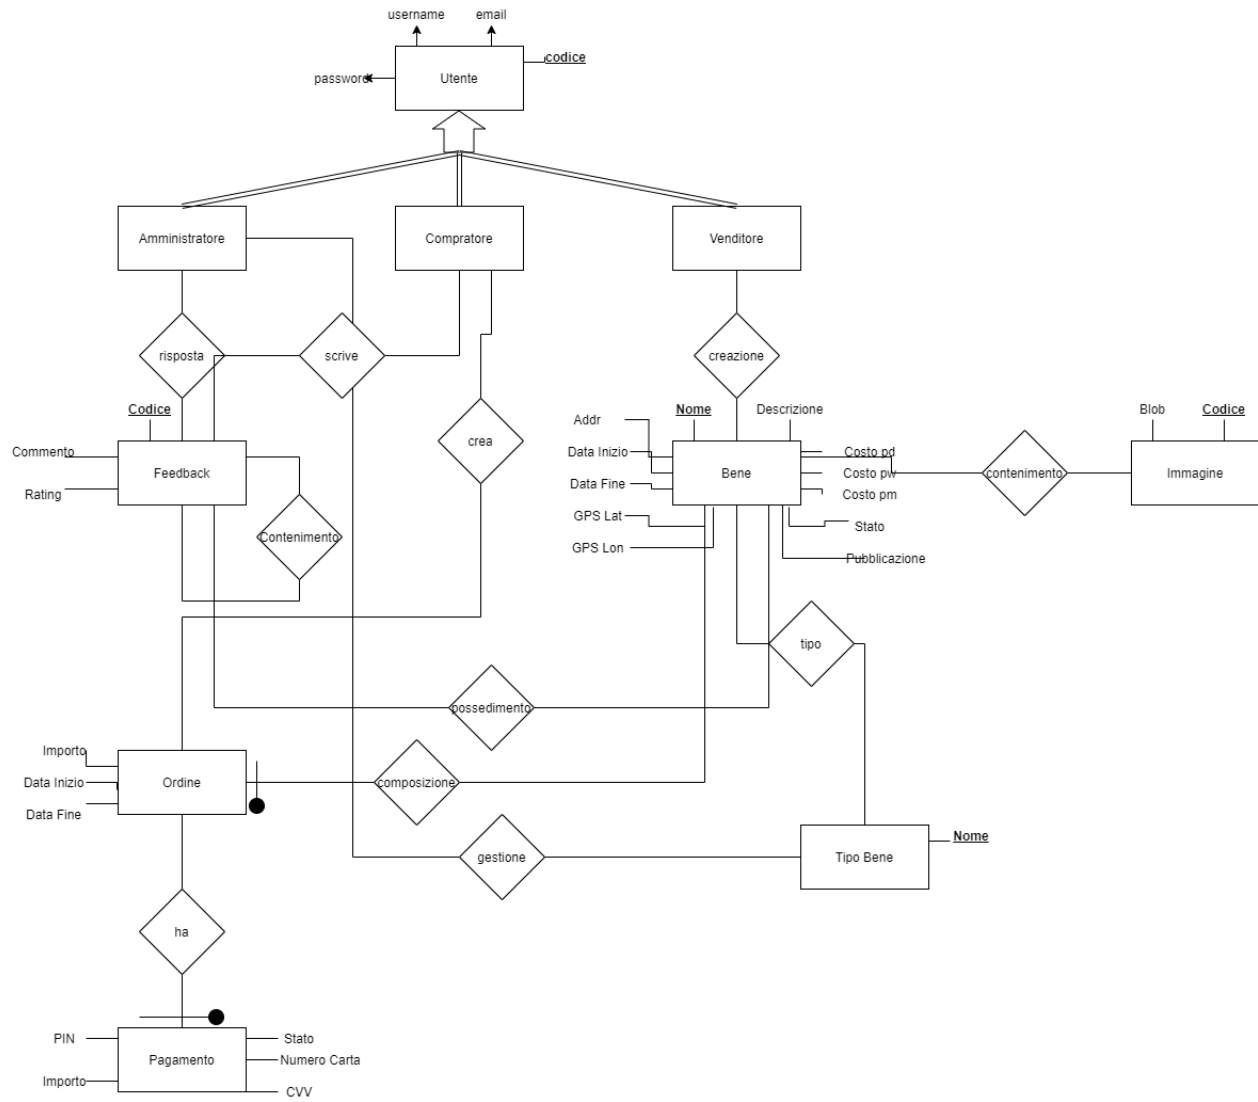 username
email
codice
password
Utente
Amministratore
Compratore
Venditore
risposta
scrive
creazione
Codice
Commento
Feedback
Rating
Contenimento
crea
Addr
Nome
Descrizione
Data Inizio
Bene
Costo pd
Data Fine
Costo pw
Costo pm
GPS Lat
Stato
GPS Lon
Pubblicazione
contenimento
Blob
Codice
Immagine
tipo
possedimento
Importo
Data Inizio
Ordine
Data Fine
composizione
gestione
Tipo Bene
Nome
ha
PIN
Stato
Pagamento
Numero Carta
Importo
CVV